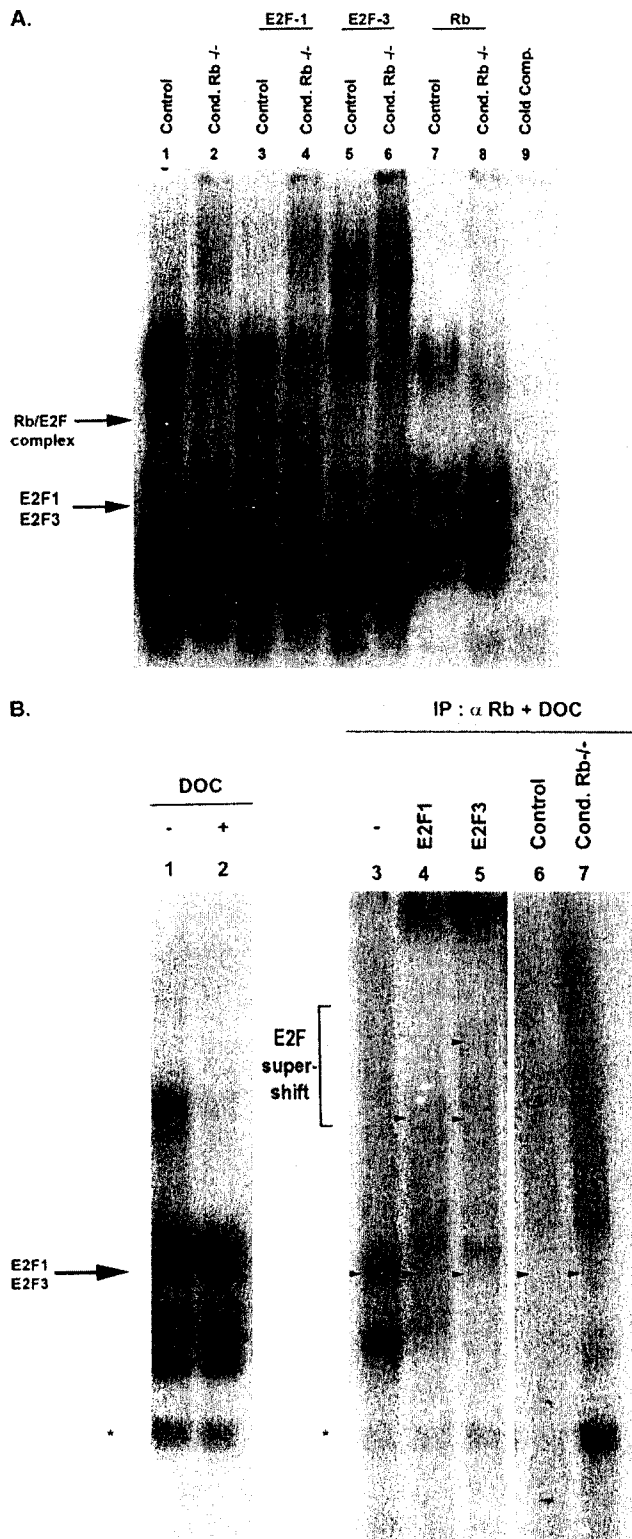 A.
E2F-1 E2F-3 Rb
Control Cond. Rb -/- Control Cond. Rb -/- Control Cond. Rb -/- Control Cond. Rb -/- Cold Comp.
1 2 3 4 5 6 7 8 9
Rb/E2F
complex
E2F1
E2F3
B.
IP : α Rb + DOC
DOC
- + - E2F1 E2F3 Control Cond. Rb-/-
1 2 3 4 5 6 7
E2F
super-
shift
E2F1
E2F3
* *